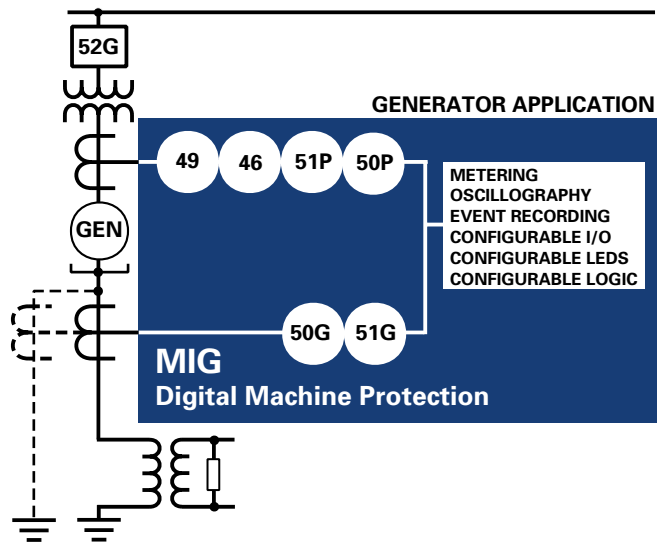 52G
GENERATOR APPLICATION
49 46 51P 50P
METERING
OSCILLOGRAPHY
EVENT RECORDING
CONFIGURABLE I/O
CONFIGURABLE LEDS
CONFIGURABLE LOGIC
GEN
50G 51G
MIG
Digital Machine Protection